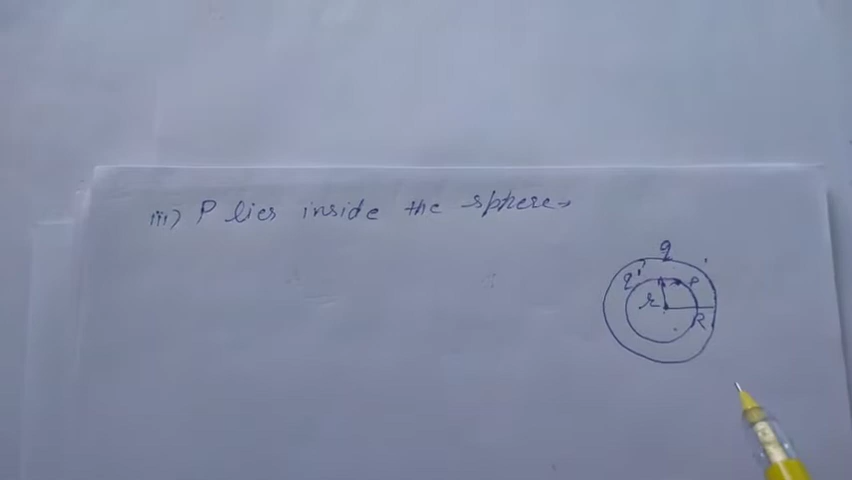 iii) P lies inside the sphere→
q
q' P
r
R